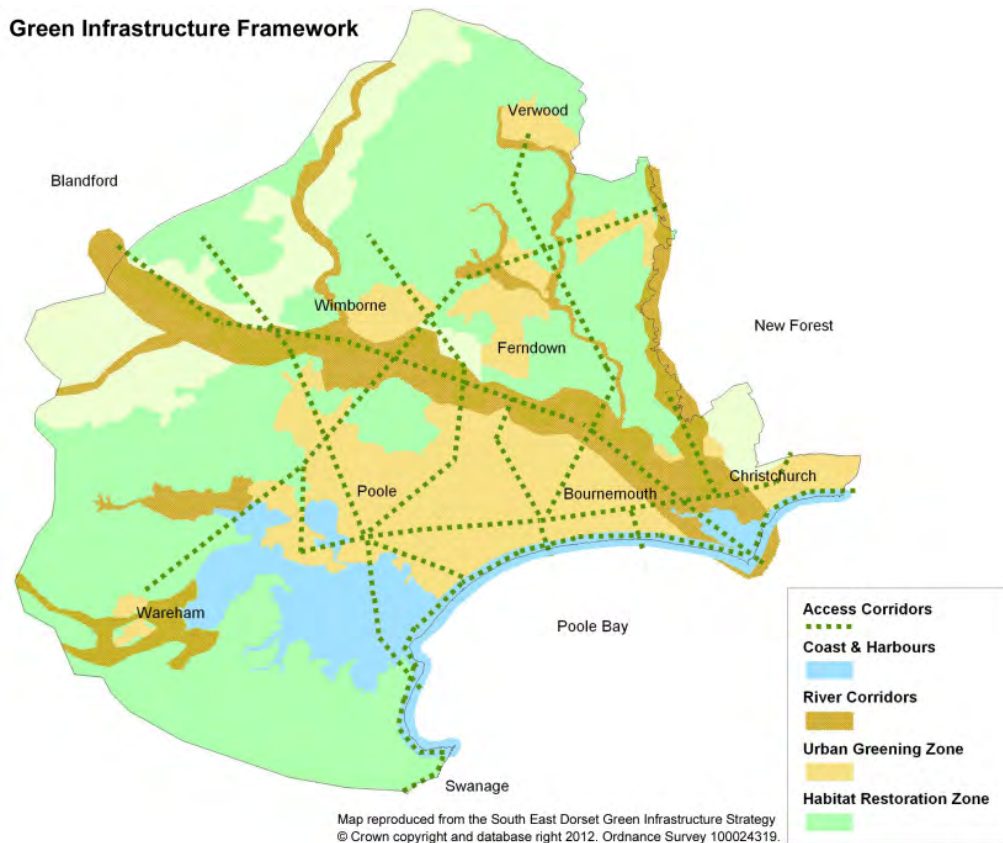 Green Infrastructure Framework
Verwood
Blandford
Wimborne
New Forest
Ferndown
Christchurch
Poole
Bournemouth
Wareham
Poole Bay
Swanage
Access Corridors
Coast & Harbours
River Corridors
Urban Greening Zone
Habitat Restoration Zone
Map reproduced from the South East Dorset Green Infrastructure Strategy
© Crown copyright and database right 2012. Ordnance Survey 100024319.